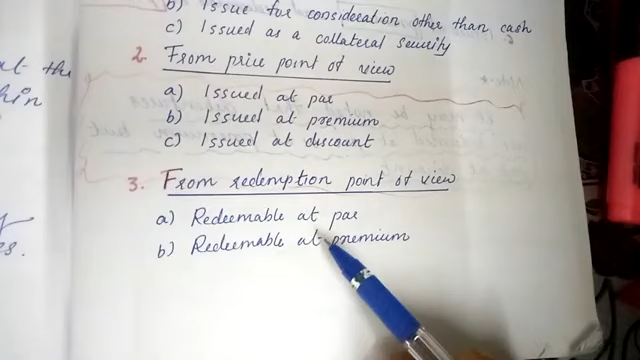 b) Issue for consideration other than cash
c) Issued as a collateral security
2. From price point of view
a) Issued at par
b) Issued at premium
c) Issued at discount
3. From redemption point of view
a) Redeemable at par
b) Redeemable at premium